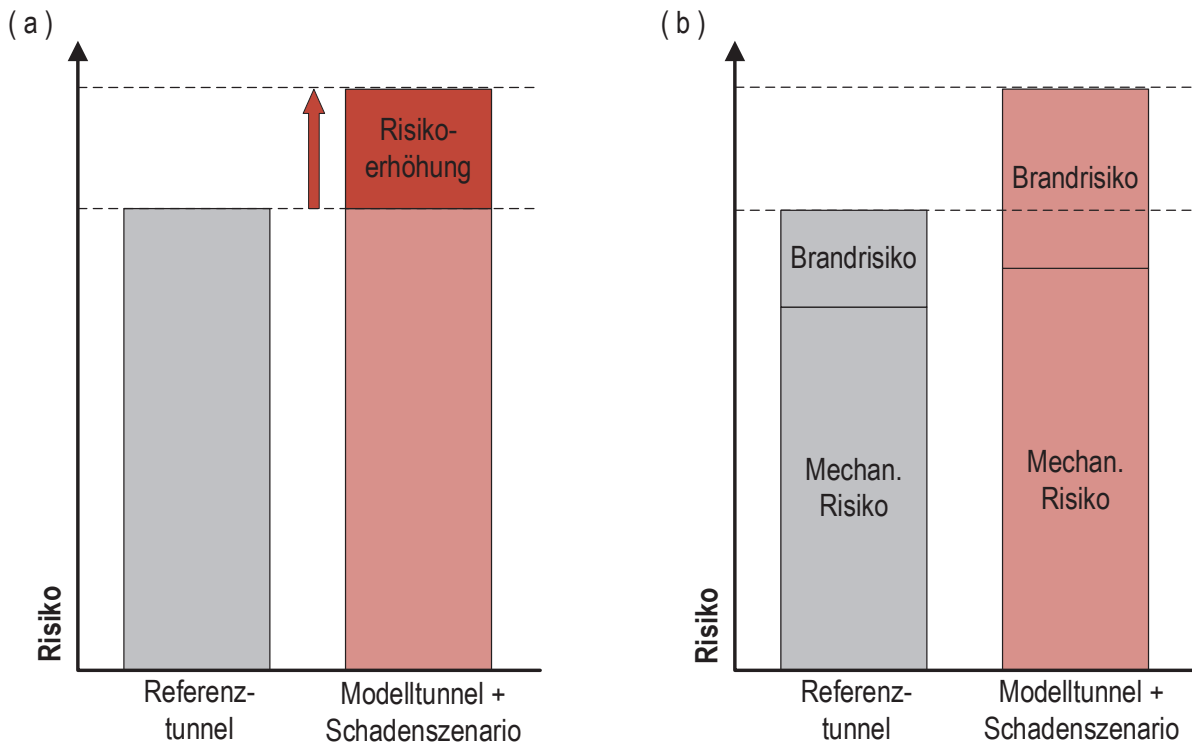 ( a )
Risiko-
erhöhung
Risiko
Referenz-
tunnel
Modelltunnel +
Schadenszenario
( b )
Brandrisiko
Brandrisiko
Mechan.
Risiko
Mechan.
Risiko
Risiko
Referenz-
tunnel
Modelltunnel +
Schadenszenario